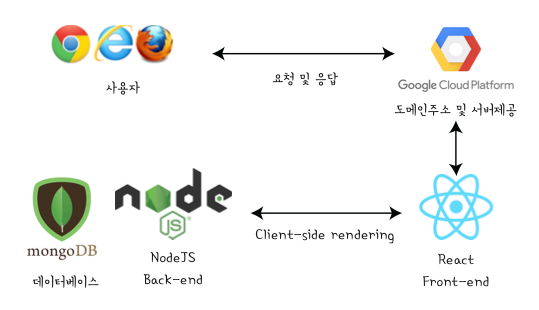 사용자
요청 및 응답
Google Cloud Platform
도메인주소 및 서버제공
mongoDB
데이터베이스
node
JS
NodeJS
Back-end
Client-side rendering
React
Front-end